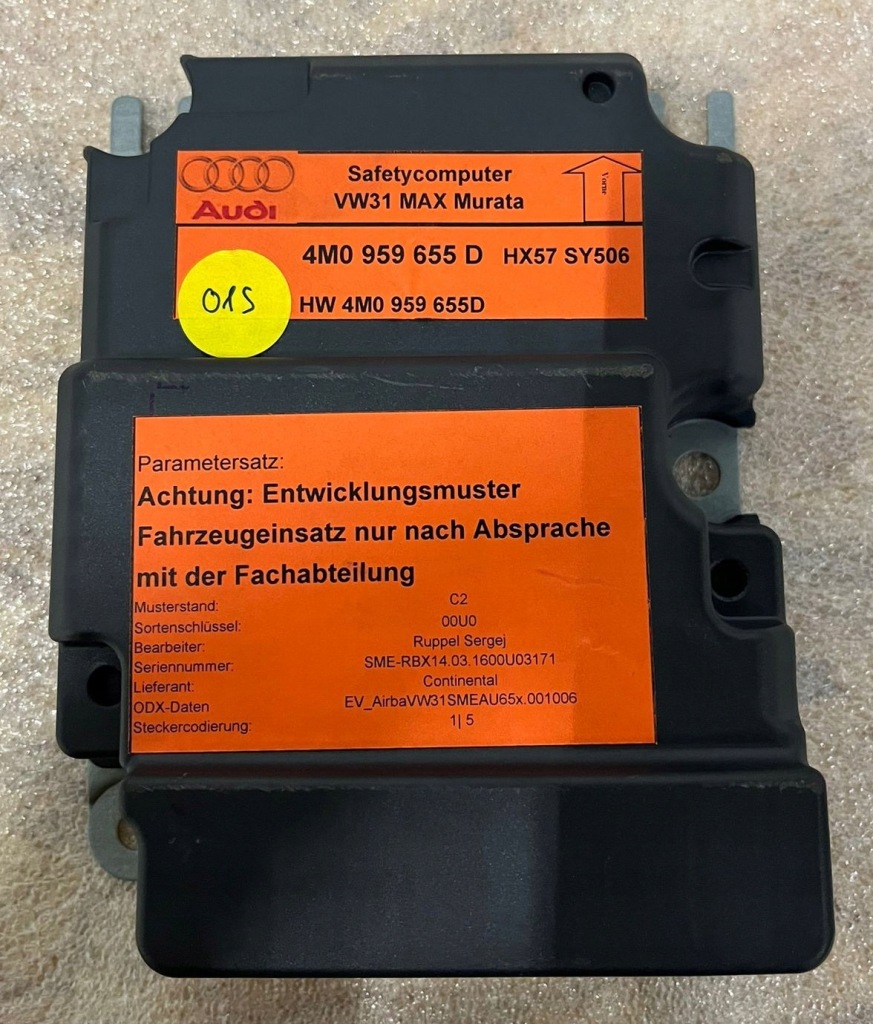 Audi
Safetycomputer
VW31 MAX Murata
Vorne
4M0 959 655 D HX57 SY506
HW 4M0 959 655D
015
Parametersatz:
Achtung: Entwicklungsmuster
Fahrzeugeinsatz nur nach Absprache
mit der Fachabteilung
Musterstand: C2
Sortenschlüssel: 00U0
Bearbeiter: Ruppel Sergej
Seriennummer: SME-RBX14.03.1600U03171
Lieferant: Continental
ODX-Daten EV_AirbaVW31SMEAU65x.001006
Steckercodierung: 1| 5